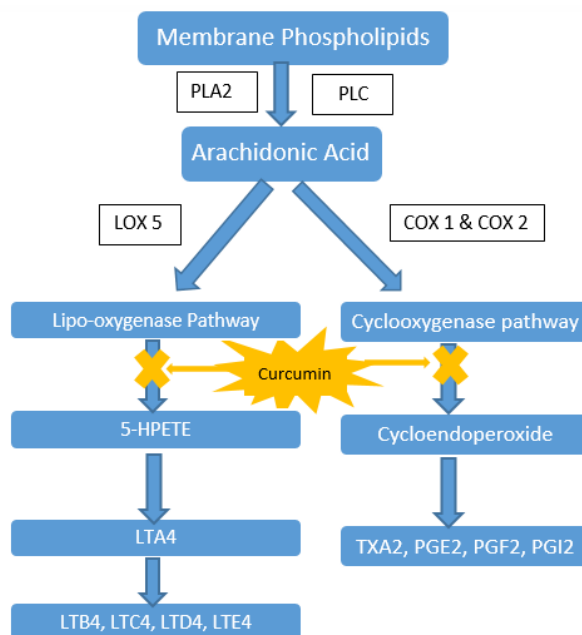 Membrane Phospholipids
PLA2
PLC
Arachidonic Acid
LOX 5
COX 1 & COX 2
Lipo-oxygenase Pathway
Cyclooxygenase pathway
Curcumin
5-HPETE
Cycloendoperoxide
LTA4
TXA2, PGE2, PGF2, PGI2
LTB4, LTC4, LTD4, LTE4